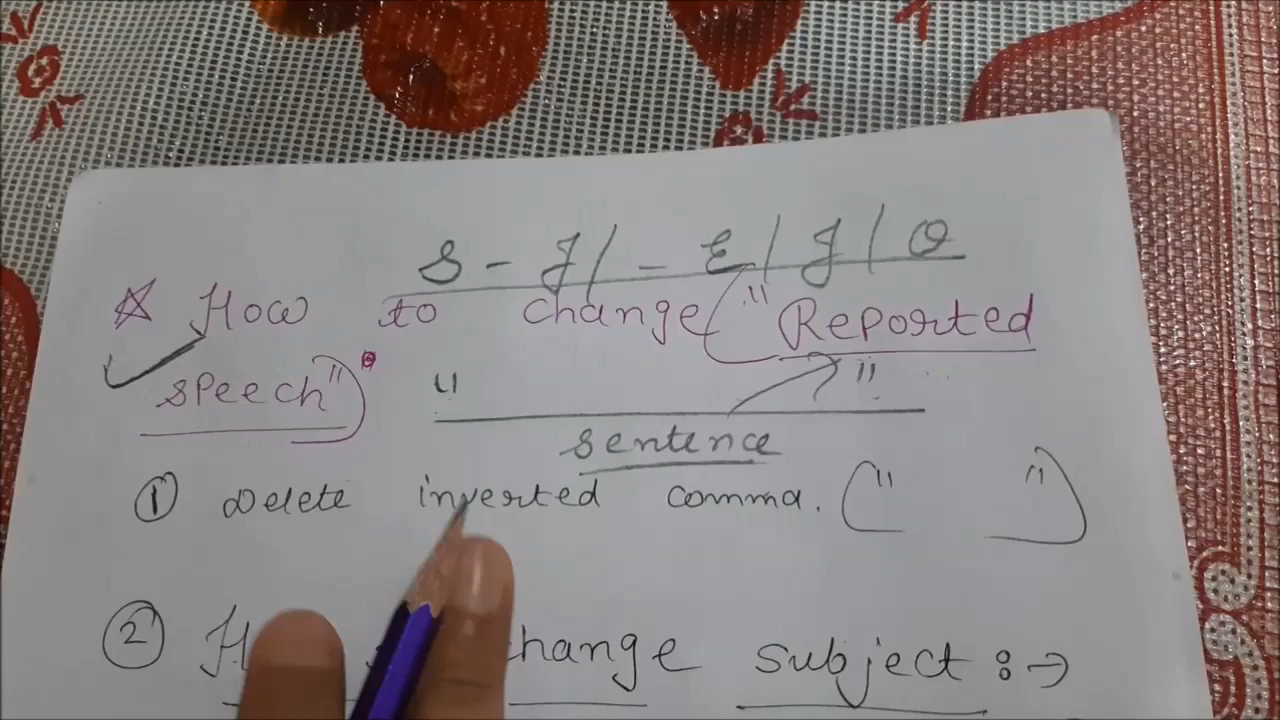 S - I / - E / I / O
☆ How to change "Reported
speech" " "
sentence
① Delete inverted comma. ( " " )
② change subject :→